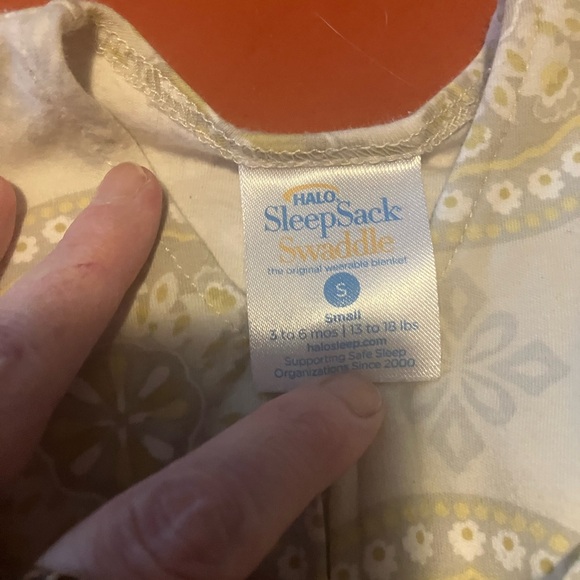 HALO
SleepSack
Swaddle
the original wearable blanket
S
Small
3 to 6 mos | 13 to 18 lbs
halosleep.com
Supporting Safe Sleep
Organizations Since 2000